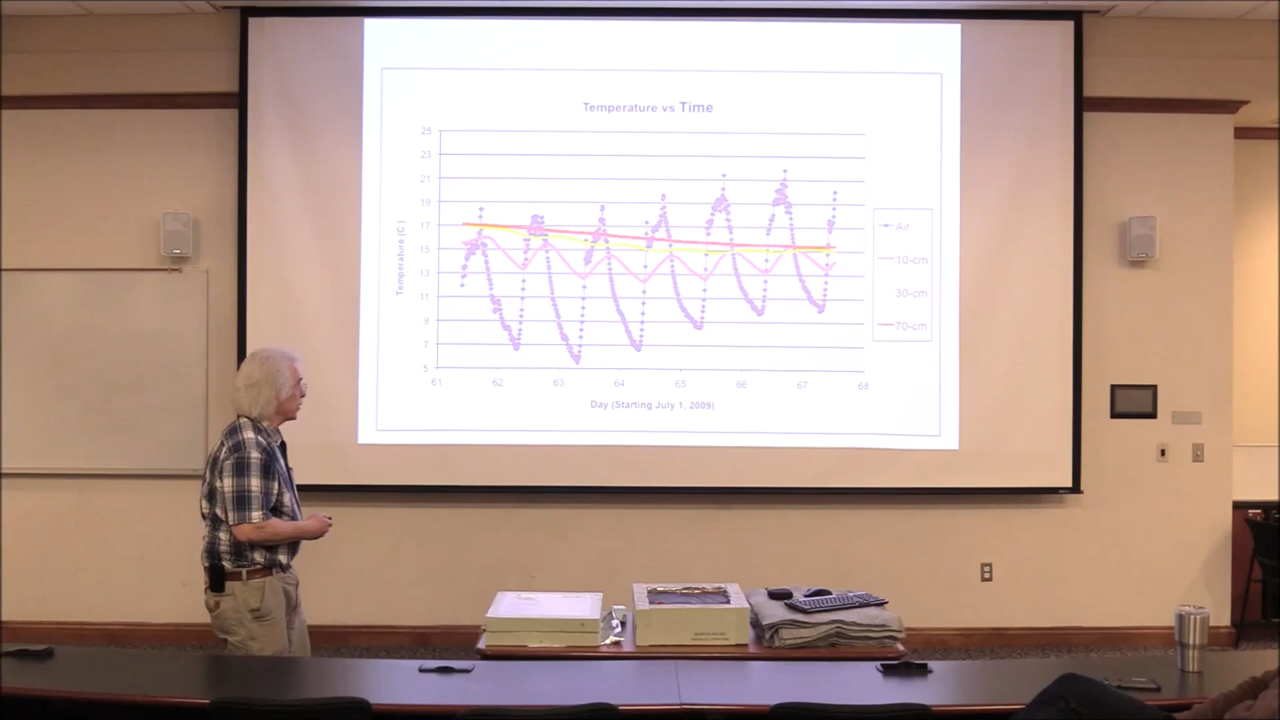 Temperature vs Time
25
23
21
19
17
15
13
11
9
7
5
Temperature (C )
61 62 63 64 65 66 67 68
Day (Starting July 1, 2009)
Air
10-cm
30-cm
70-cm